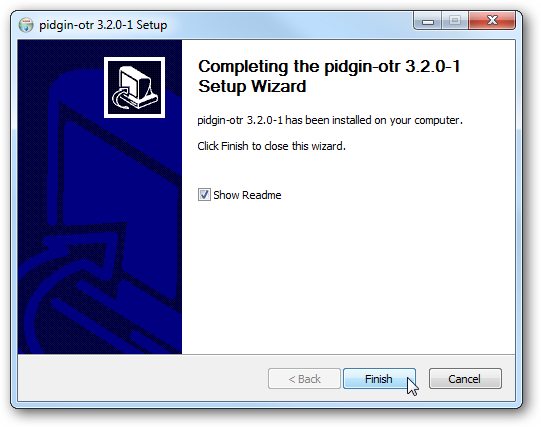 pidgin-otr 3.2.0-1 Setup
Completing the pidgin-otr 3.2.0-1
Setup Wizard
pidgin-otr 3.2.0-1 has been installed on your computer.
Click Finish to close this wizard.
Show Readme
< Back
Finish
Cancel